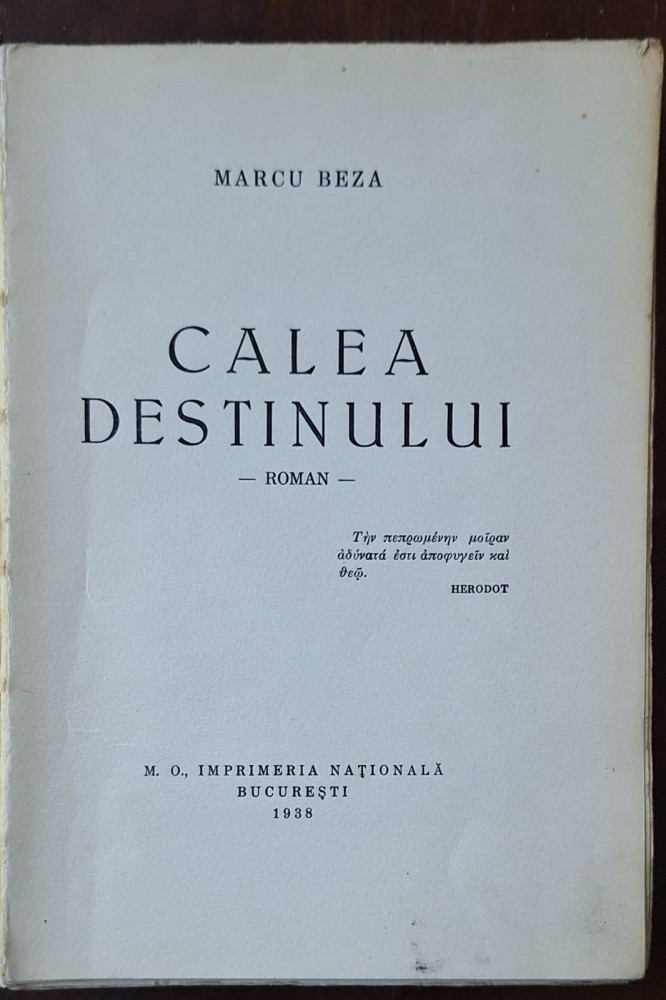 MARCU BEZA
CALEA
DESTINULUI
— ROMAN —
Τὴν πεπρωμένην μοῖραν
ἀδύνατά ἐστι ἀποφυγεῖν καὶ
θεῷ.
HERODOT
M. O., IMPRIMERIA NAŢIONALĂ
BUCUREŞTI
1938